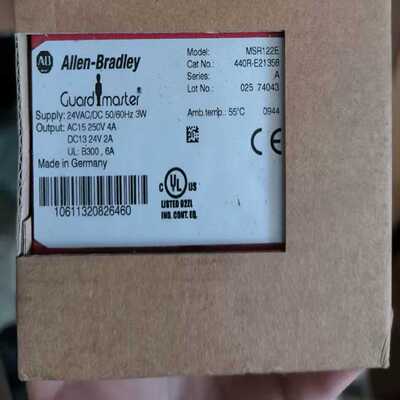 AB Allen-Bradley
Guardmaster
Supply: 24VAC/DC 50/60Hz 3W
Output: AC15 250V 4A
DC13 24V 2A
UL: B300, 6A
Made in Germany
10611320826460
Model: MSR122E
Cat No: 440R-E21358
Series: A
Lot No: 025 74043
Amb.temp.: 55°C 0944
C UL US
LISTED 02ZL
IND. CONT. EQ.